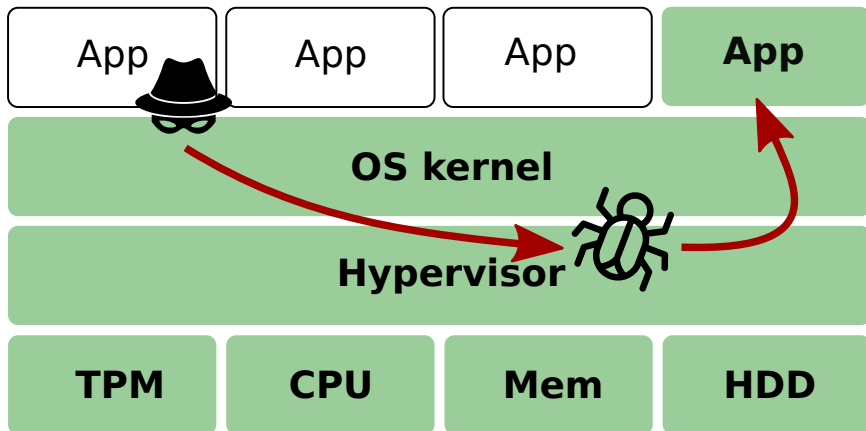 App
App
App
App
OS kernel
Hypervisor
TPM
CPU
Mem
HDD